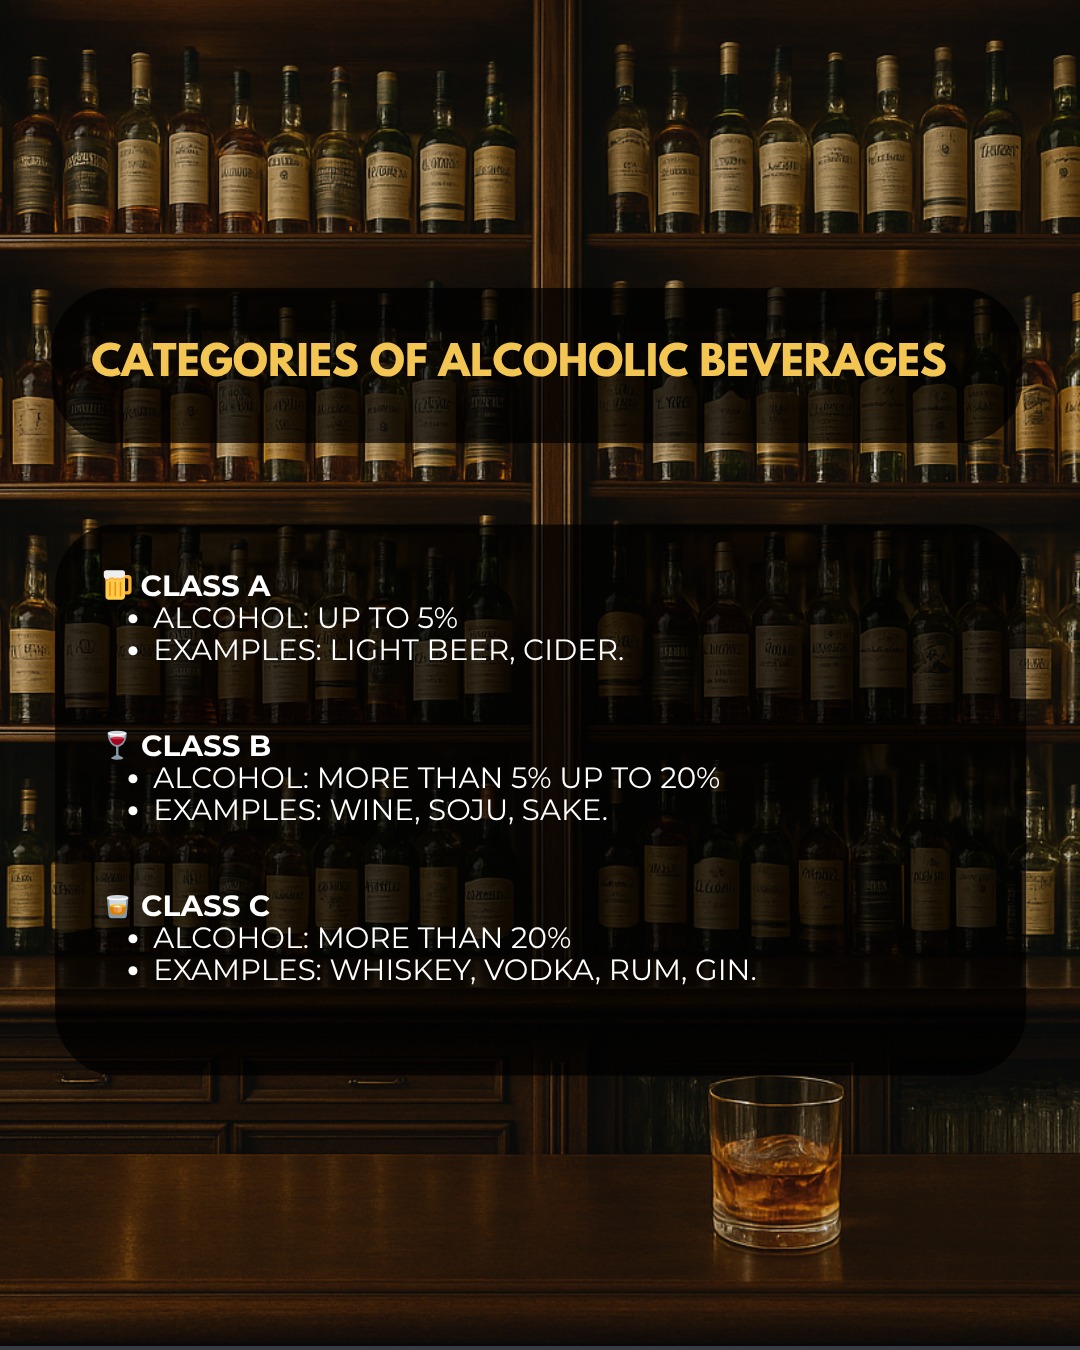 CATEGORIES OF ALCOHOLIC BEVERAGES
🍺 CLASS A
• ALCOHOL: UP TO 5%
• EXAMPLES: LIGHT BEER, CIDER.
🍷 CLASS B
• ALCOHOL: MORE THAN 5% UP TO 20%
• EXAMPLES: WINE, SOJU, SAKE.
🥃 CLASS C
• ALCOHOL: MORE THAN 20%
• EXAMPLES: WHISKEY, VODKA, RUM, GIN.